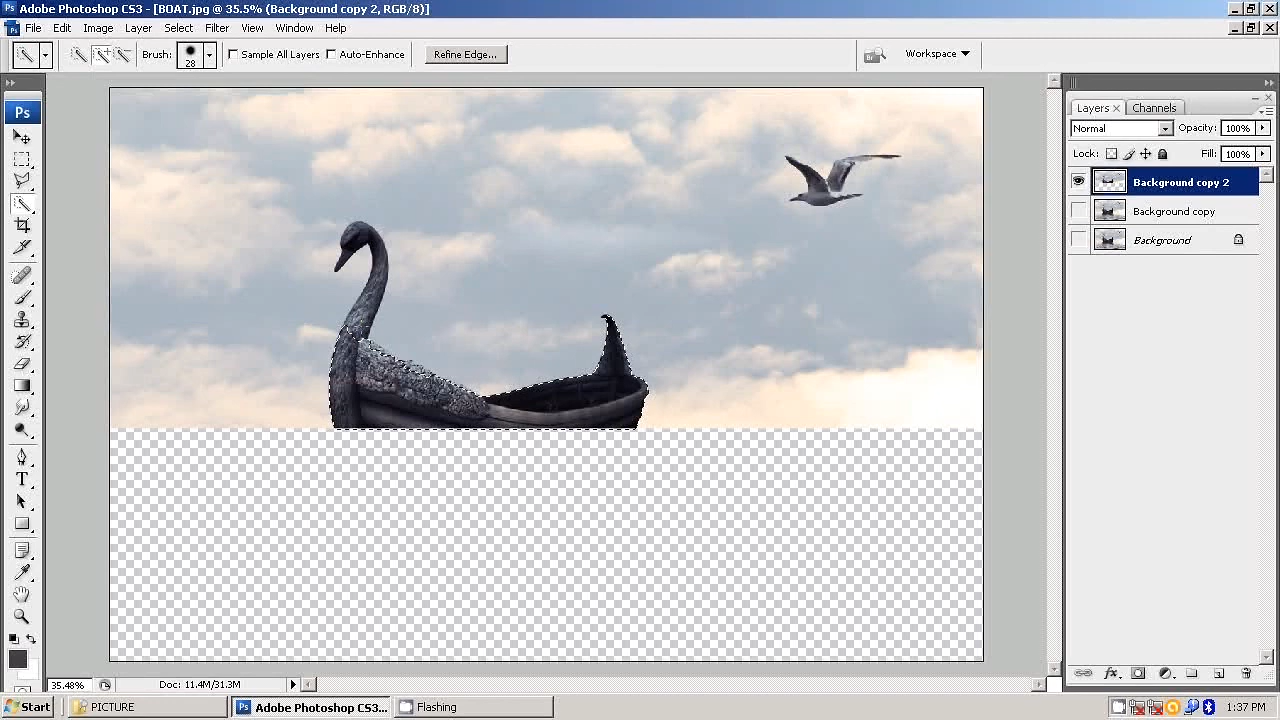 Adobe Photoshop CS3 - [BOAT.jpg @ 35.5% (Background copy 2, RGB/8)]
File Edit Image Layer Select Filter View Window Help
Brush: 28 Sample All Layers Auto-Enhance Refine Edge... Workspace
Ps
Layers Channels
Normal Opacity: 100%
Lock: Fill: 100%
Background copy 2
Background copy
Background
T
fx
35.48% Doc: 11.4M/31.3M
Start PICTURE Ps Adobe Photoshop CS3... Flashing 1:37 PM